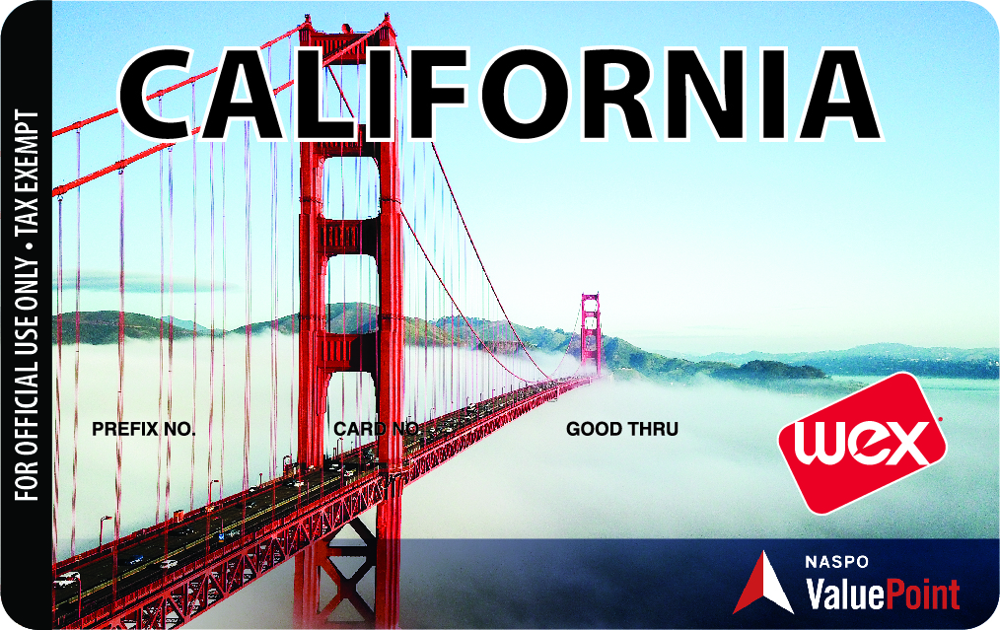 CALIFORNIA
FOR OFFICIAL USE ONLY • TAX EXEMPT
PREFIX NO.
CARD NO.
GOOD THRU
wex
NASPO
ValuePoint